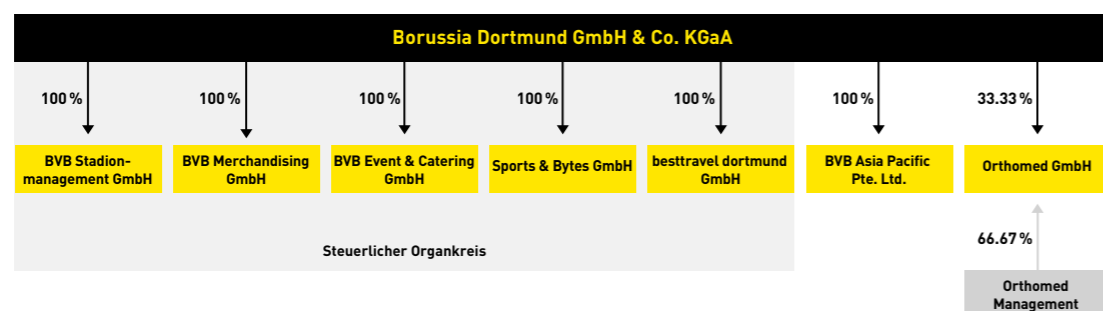 Borussia Dortmund GmbH & Co. KGaA
100 %
100 %
100 %
100 %
100 %
100 %
33.33 %
BVB Stadion-
management GmbH
BVB Merchandising
GmbH
BVB Event & Catering
GmbH
Sports & Bytes GmbH
besttravel dortmund
GmbH
BVB Asia Pacific
Pte. Ltd.
Orthomed GmbH
Steuerlicher Organkreis
66.67 %
Orthomed
Management